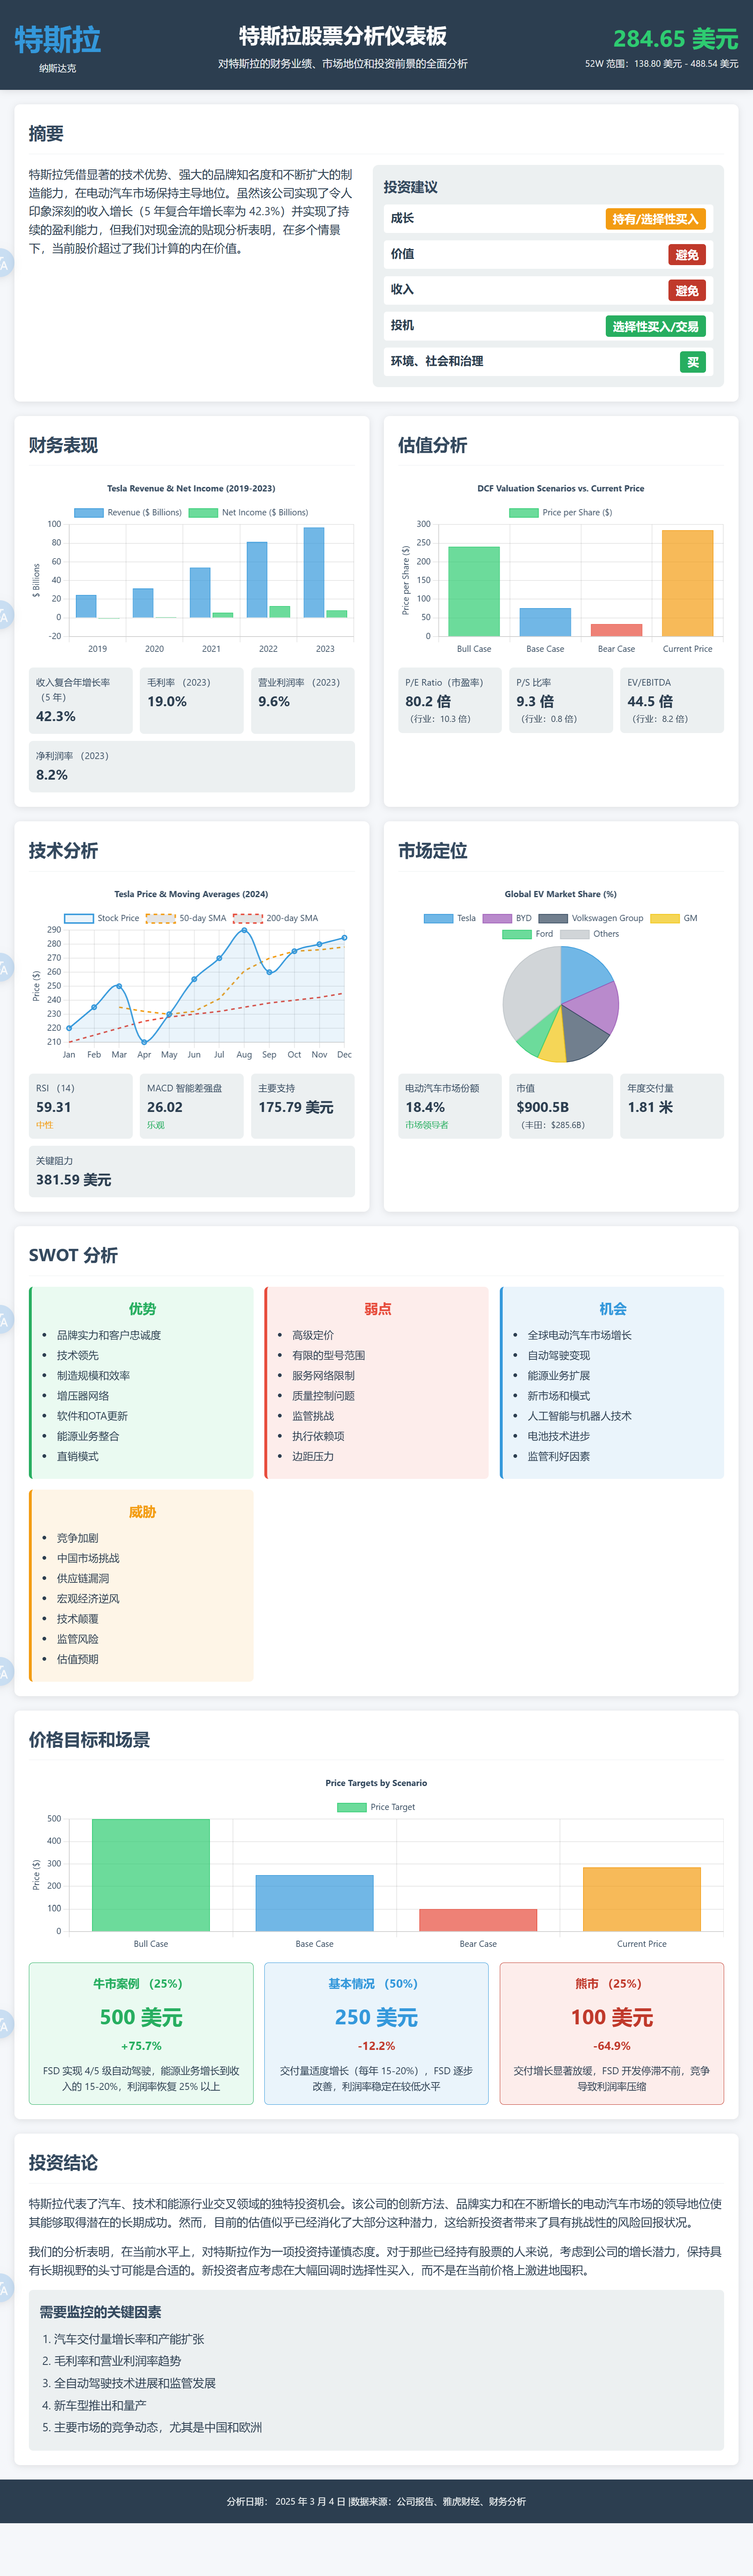 特斯拉
纳斯达克
特斯拉股票分析仪表板
对特斯拉的财务业绩、市场地位和投资前景的全面分析
284.65 美元
52W 范围：138.80 美元 - 488.54 美元
摘要
特斯拉凭借显著的技术优势、强大的品牌知名度和不断扩大的制
造能力，在电动汽车市场保持主导地位。虽然该公司实现了令人
印象深刻的收入增长（5 年复合年增长率为 42.3%）并实现了持
续的盈利能力，但我们对现金流的贴现分析表明，在多个情景
下，当前股价超过了我们计算的内在价值。
投资建议
成长
持有/选择性买入
价值
避免
收入
避免
投机
选择性买入/交易
环境、社会和治理
买
财务表现
Tesla Revenue & Net Income (2019-2023)
Revenue ($ Billions)
Net Income ($ Billions)
$ Billions
100
80
60
40
20
0
-20
2019
2020
2021
2022
2023
收入复合年增长率
（5 年）
42.3%
毛利率 （2023）
19.0%
营业利润率 （2023）
9.6%
净利润率 （2023）
8.2%
估值分析
DCF Valuation Scenarios vs. Current Price
Price per Share ($)
Price per Share ($)
300
250
200
150
100
50
0
Bull Case
Base Case
Bear Case
Current Price
P/E Ratio（市盈率）
80.2 倍
（行业：10.3 倍）
P/S 比率
9.3 倍
（行业：0.8 倍）
EV/EBITDA
44.5 倍
（行业：8.2 倍）
技术分析
Tesla Price & Moving Averages (2024)
Stock Price
50-day SMA
200-day SMA
Price ($)
290
280
270
260
250
240
230
220
210
Jan
Feb
Mar
Apr
May
Jun
Jul
Aug
Sep
Oct
Nov
Dec
RSI （14）
59.31
中性
MACD 智能差强盘
26.02
乐观
主要支持
175.79 美元
关键阻力
381.59 美元
市场定位
Global EV Market Share (%)
Tesla
BYD
Volkswagen Group
GM
Ford
Others
电动汽车市场份额
18.4%
市场领导者
市值
$900.5B
（丰田：$285.6B）
年度交付量
1.81 米
SWOT 分析
优势
品牌实力和客户忠诚度
技术领先
制造规模和效率
增压器网络
软件和OTA更新
能源业务整合
直销模式
弱点
高级定价
有限的型号范围
服务网络限制
质量控制问题
监管挑战
执行依赖项
边距压力
机会
全球电动汽车市场增长
自动驾驶变现
能源业务扩展
新市场和模式
人工智能与机器人技术
电池技术进步
监管利好因素
威胁
竞争加剧
中国市场挑战
供应链漏洞
宏观经济逆风
技术颠覆
监管风险
估值预期
价格目标和场景
Price Targets by Scenario
Price Target
Price ($)
500
400
300
200
100
0
Bull Case
Base Case
Bear Case
Current Price
牛市案例 （25%）
500 美元
+75.7%
FSD 实现 4/5 级自动驾驶，能源业务增长到收
入的 15-20%，利润率恢复 25% 以上
基本情况 （50%）
250 美元
-12.2%
交付量适度增长（每年 15-20%），FSD 逐步
改善，利润率稳定在较低水平
熊市 （25%）
100 美元
-64.9%
交付增长显著放缓，FSD 开发停滞不前，竞争
导致利润率压缩
投资结论
特斯拉代表了汽车、技术和能源行业交叉领域的独特投资机会。该公司的创新方法、品牌实力和在不断增长的电动汽车市场的领导地位使
其能够取得潜在的长期成功。然而，目前的估值似乎已经消化了大部分这种潜力，这给新投资者带来了具有挑战性的风险回报状况。
我们的分析表明，在当前水平上，对特斯拉作为一项投资持谨慎态度。对于那些已经持有股票的人来说，考虑到公司的增长潜力，保持具
有长期视野的头寸可能是合适的。新投资者应考虑在大幅回调时选择性买入，而不是在当前价格上激进地囤积。
需要监控的关键因素
1. 汽车交付量增长率和产能扩张
2. 毛利率和营业利润率趋势
3. 全自动驾驶技术进展和监管发展
4. 新车型推出和量产
5. 主要市场的竞争动态，尤其是中国和欧洲
分析日期： 2025 年 3 月 4 日 |数据来源：公司报告、雅虎财经、财务分析